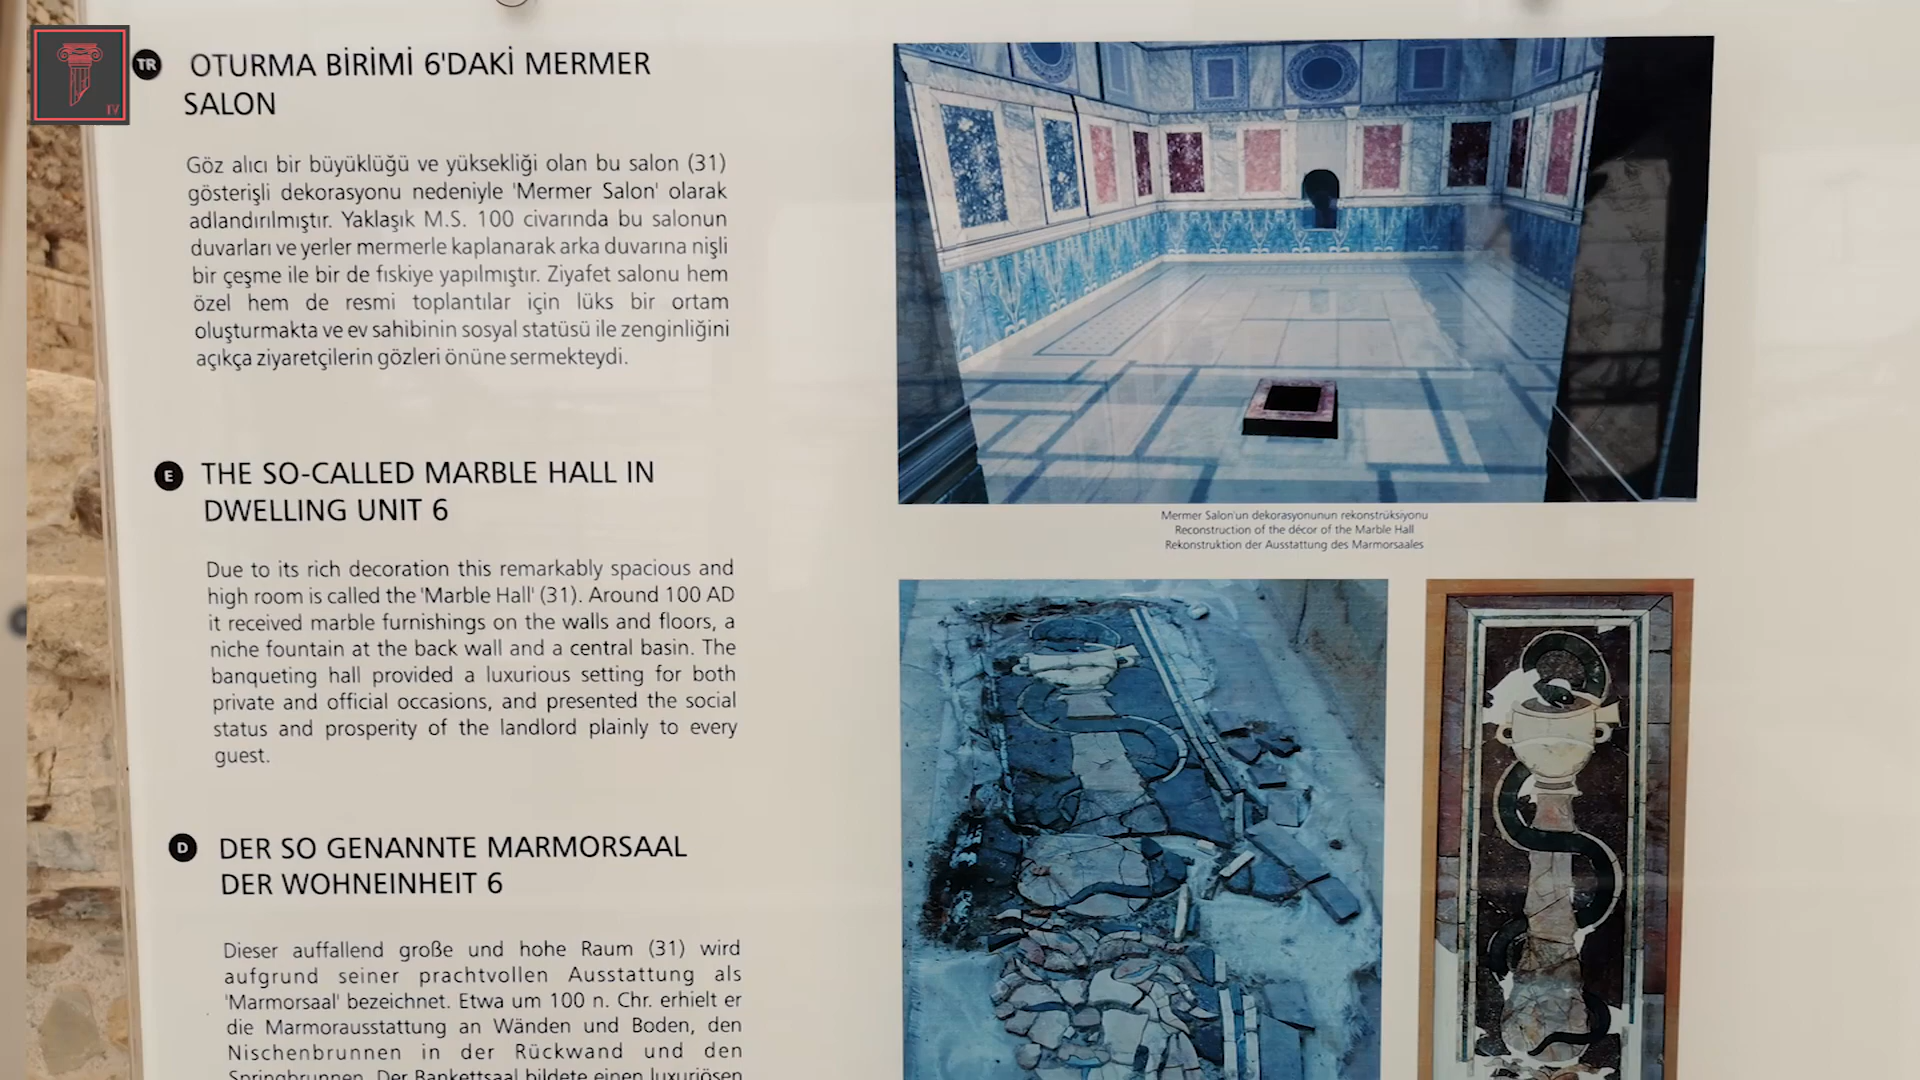 TV
TR
OTURMA BİRİMİ 6'DAKİ MERMER
SALON
Göz alıcı bir büyüklüğü ve yüksekliği olan bu salon (31)
gösterişli dekorasyonu nedeniyle 'Mermer Salon' olarak
adlandırılmıştır. Yaklaşık M.S. 100 civarında bu salonun
duvarları ve yerler mermerle kaplanarak arka duvarına nişli
bir çeşme ile bir de fıskiye yapılmıştır. Ziyafet salonu hem
özel hem de resmi toplantılar için lüks bir ortam
oluşturmakta ve ev sahibinin sosyal statüsü ile zenginliğini
açıkça ziyaretçilerin gözleri önüne sermekteydi.
E
THE SO-CALLED MARBLE HALL IN
DWELLING UNIT 6
Due to its rich decoration this remarkably spacious and
high room is called the 'Marble Hall' (31). Around 100 AD
it received marble furnishings on the walls and floors, a
niche fountain at the back wall and a central basin. The
banqueting hall provided a luxurious setting for both
private and official occasions, and presented the social
status and prosperity of the landlord plainly to every
guest.
D
DER SO GENANNTE MARMORSAAL
DER WOHNEINHEIT 6
Dieser auffallend große und hohe Raum (31) wird
aufgrund seiner prachtvollen Ausstattung als
'Marmorsaal' bezeichnet. Etwa um 100 n. Chr. erhielt er
die Marmorausstattung an Wänden und Boden, den
Nischenbrunnen in der Rückwand und den
Springbrunnen. Der Bankettsaal bildete einen luxuriösen
Mermer Salon'un dekorasyonunun rekonstrüksiyonu
Reconstruction of the décor of the Marble Hall
Rekonstruktion der Ausstattung des Marmorsaales